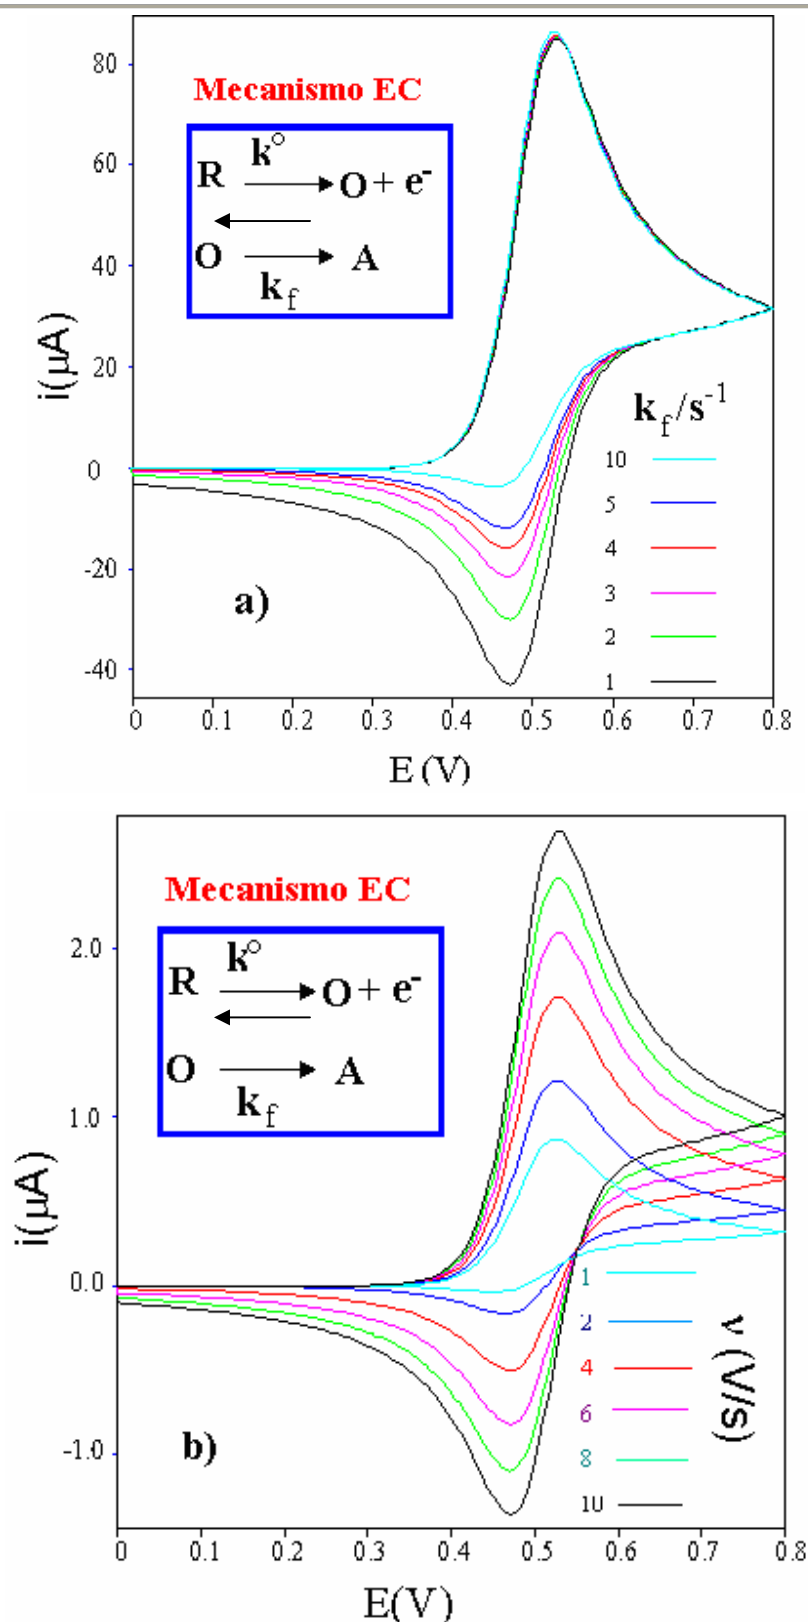 Mecanismo EC
k°
R O + e-
O A
kf
i(μA)
80
60
40
20
0
-20
-40
kf/s-1
10
5
4
3
2
1
a)
0 0.1 0.2 0.3 0.4 0.5 0.6 0.7 0.8
E (V)
Mecanismo EC
k°
R O + e-
O A
kf
i(μA)
2.0
1.0
0.0
-1.0
1
2
4
6
8
10
ν (V/s)
b)
0 0.1 0.2 0.3 0.4 0.5 0.6 0.7 0.8
E(V)